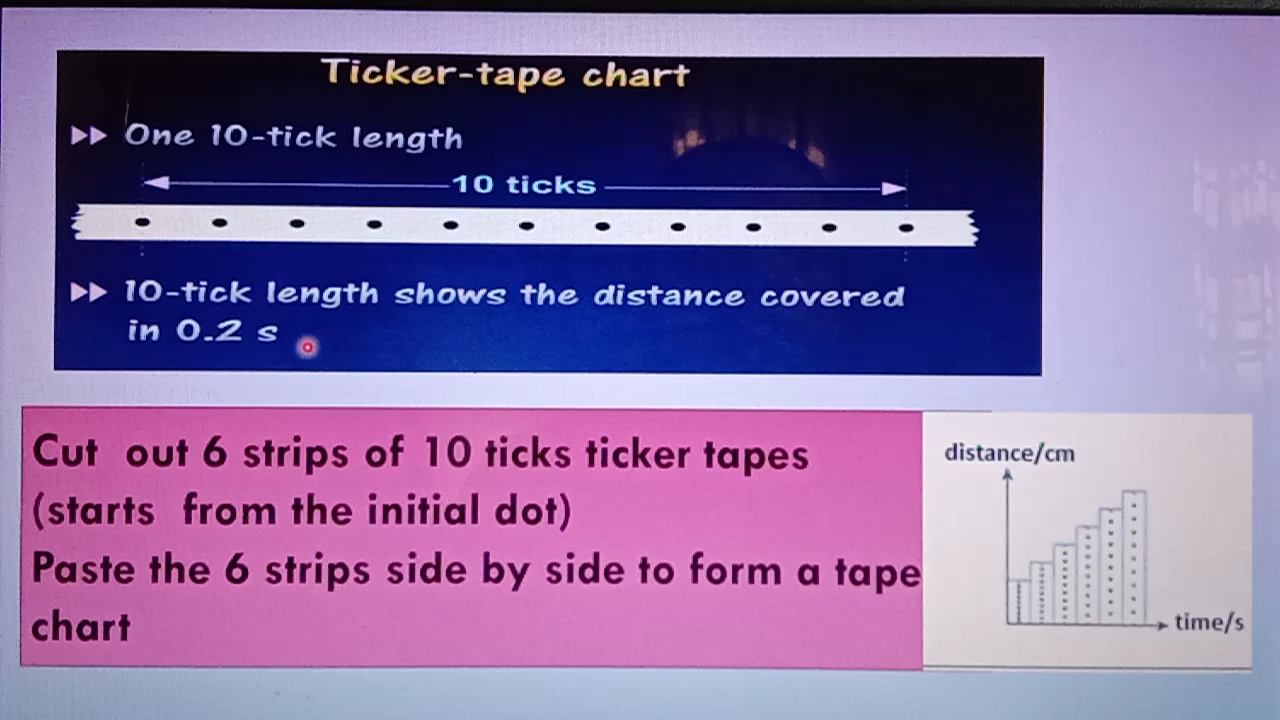 Ticker-tape chart
One 10-tick length
10 ticks
10-tick length shows the distance covered
in 0.2 s
Cut out 6 strips of 10 ticks ticker tapes
(starts from the initial dot)
Paste the 6 strips side by side to form a tape
chart
distance/cm
time/s